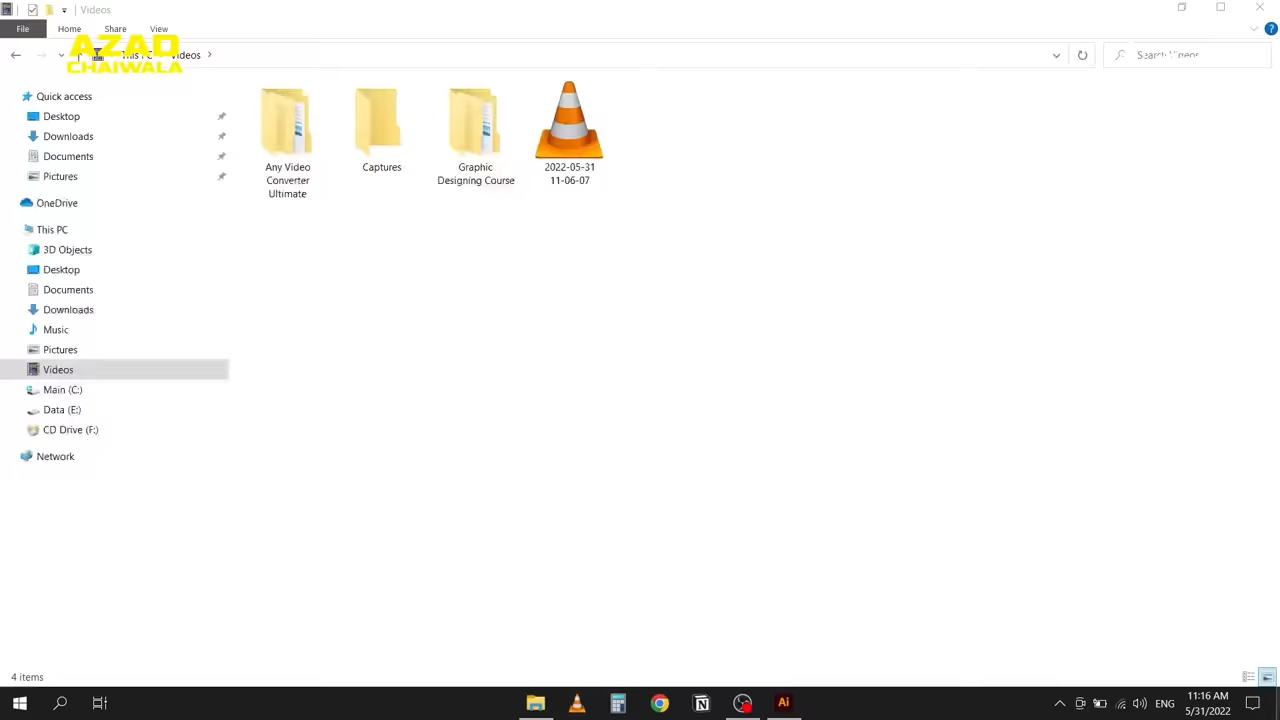 Videos
File Home Share View
AZAD
CHAIWALA
Videos
Search Videos
Quick access
Desktop
Downloads
Documents
Pictures
OneDrive
This PC
3D Objects
Desktop
Documents
Downloads
Music
Pictures
Videos
Main (C:)
Data (E:)
CD Drive (F:)
Network
Any Video
Converter
Ultimate
Captures
Graphic
Designing Course
2022-05-31
11-06-07
4 items
Ai
ENG
11:16 AM
5/31/2022